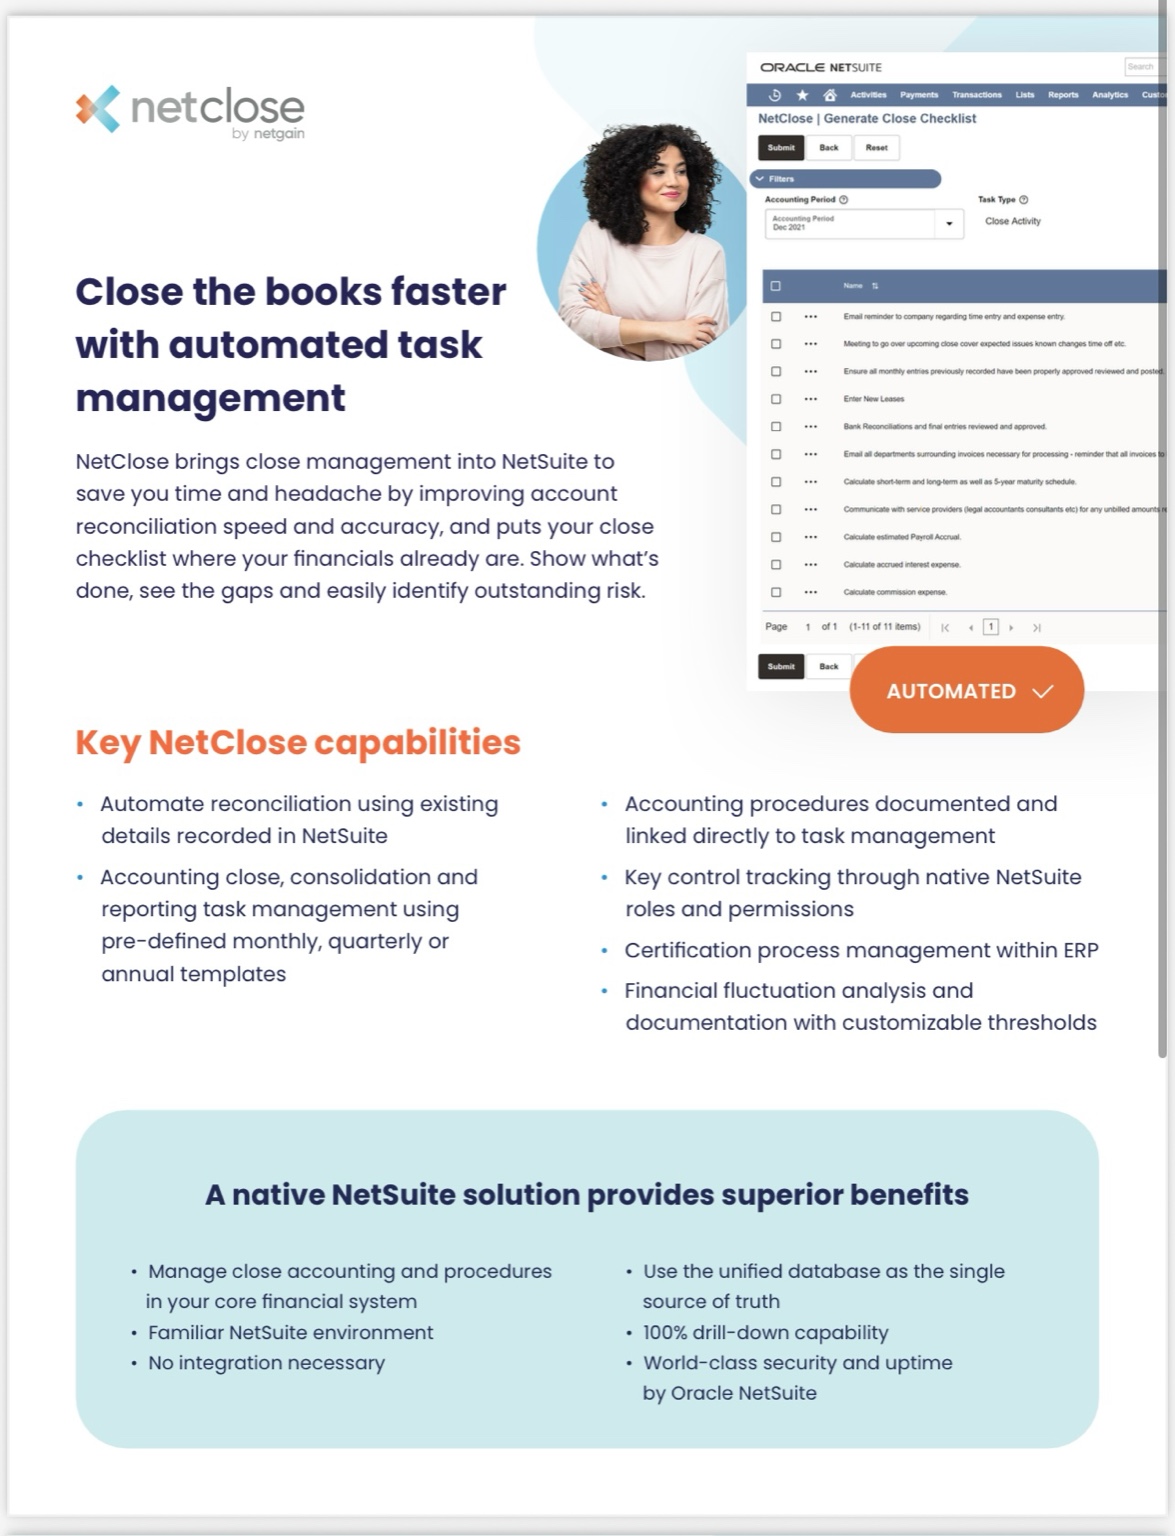 netclose
by netgain
Close the books faster
with automated task
management
NetClose brings close management into NetSuite to
save you time and headache by improving account
reconciliation speed and accuracy, and puts your close
checklist where your financials already are. Show what's
done, see the gaps and easily identify outstanding risk.
ORACLE NETSUITE
Search
Activities Payments Transactions Lists Reports Analytics Custo
NetClose | Generate Close Checklist
Submit Back Reset
Filters
Accounting Period Task Type
Accounting Period
Dec 2021
Close Activity
Name
Email reminder to company regarding time entry and expense entry.
Meeting to go over upcoming close cover expected issues known changes time off etc.
Ensure all monthly entries previously recorded have been properly approved reviewed and posted.
Enter New Leases
Bank Reconciliations and final entries reviewed and approved.
Email all departments surrounding invoices necessary for processing - reminder that all invoices to
Calculate short-term and long-term as well as 5-year maturity schedule.
Communicate with service providers (legal accountants consultants etc) for any unbilled amounts re
Calculate estimated Payroll Accrual.
Calculate accrued interest expense.
Calculate commission expense.
Page 1 of 1 (1-11 of 11 items) 1
Submit Back
AUTOMATED
Key NetClose capabilities
• Automate reconciliation using existing
details recorded in NetSuite
• Accounting close, consolidation and
reporting task management using
pre-defined monthly, quarterly or
annual templates
• Accounting procedures documented and
linked directly to task management
• Key control tracking through native NetSuite
roles and permissions
• Certification process management within ERP
• Financial fluctuation analysis and
documentation with customizable thresholds
A native NetSuite solution provides superior benefits
• Manage close accounting and procedures
in your core financial system
• Familiar NetSuite environment
• No integration necessary
• Use the unified database as the single
source of truth
• 100% drill-down capability
• World-class security and uptime
by Oracle NetSuite